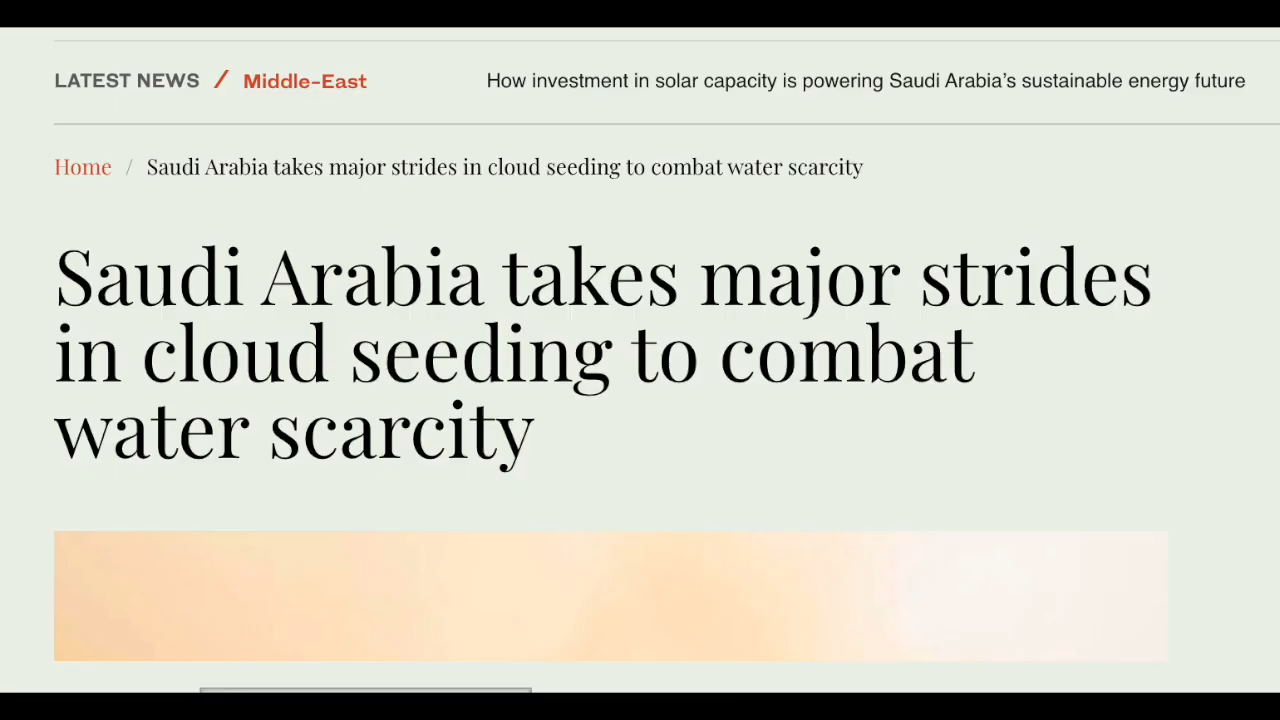 LATEST NEWS / Middle-East How investment in solar capacity is powering Saudi Arabia’s sustainable energy future
Home / Saudi Arabia takes major strides in cloud seeding to combat water scarcity
Saudi Arabia takes major strides
in cloud seeding to combat
water scarcity